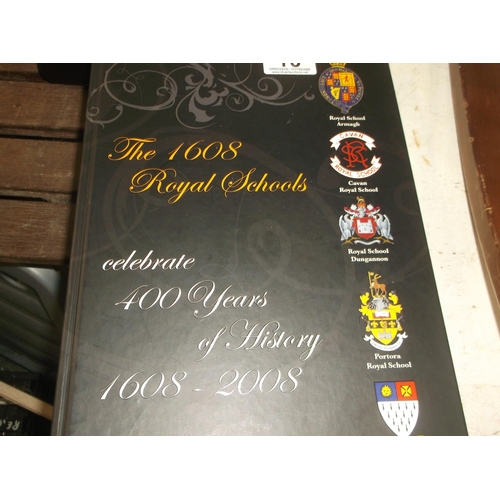 Royal School
Armagh
The 1608
Royal Schools
CAVAN
ROYAL SCHOOL
Cavan
Royal School
Royal School
Dungannon
celebrate
400 Years
of History
1608 - 2008
Portora
Royal School